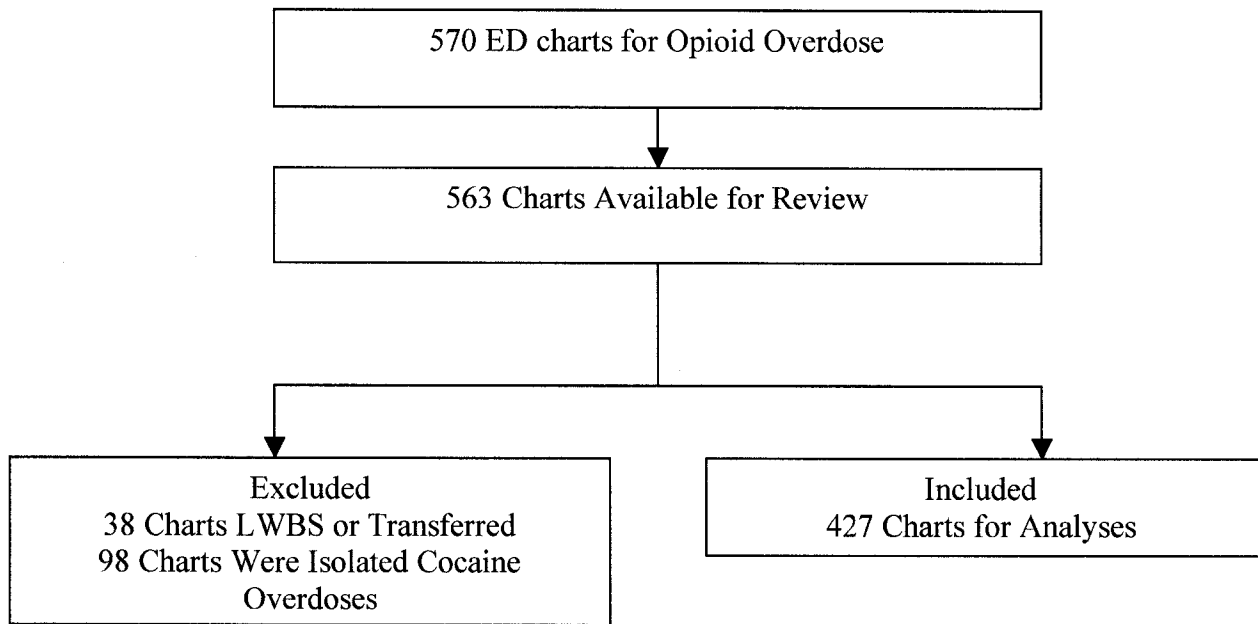 570 ED charts for Opioid Overdose
563 Charts Available for Review
Excluded
38 Charts LWBS or Transferred
98 Charts Were Isolated Cocaine
Overdoses
Included
427 Charts for Analyses